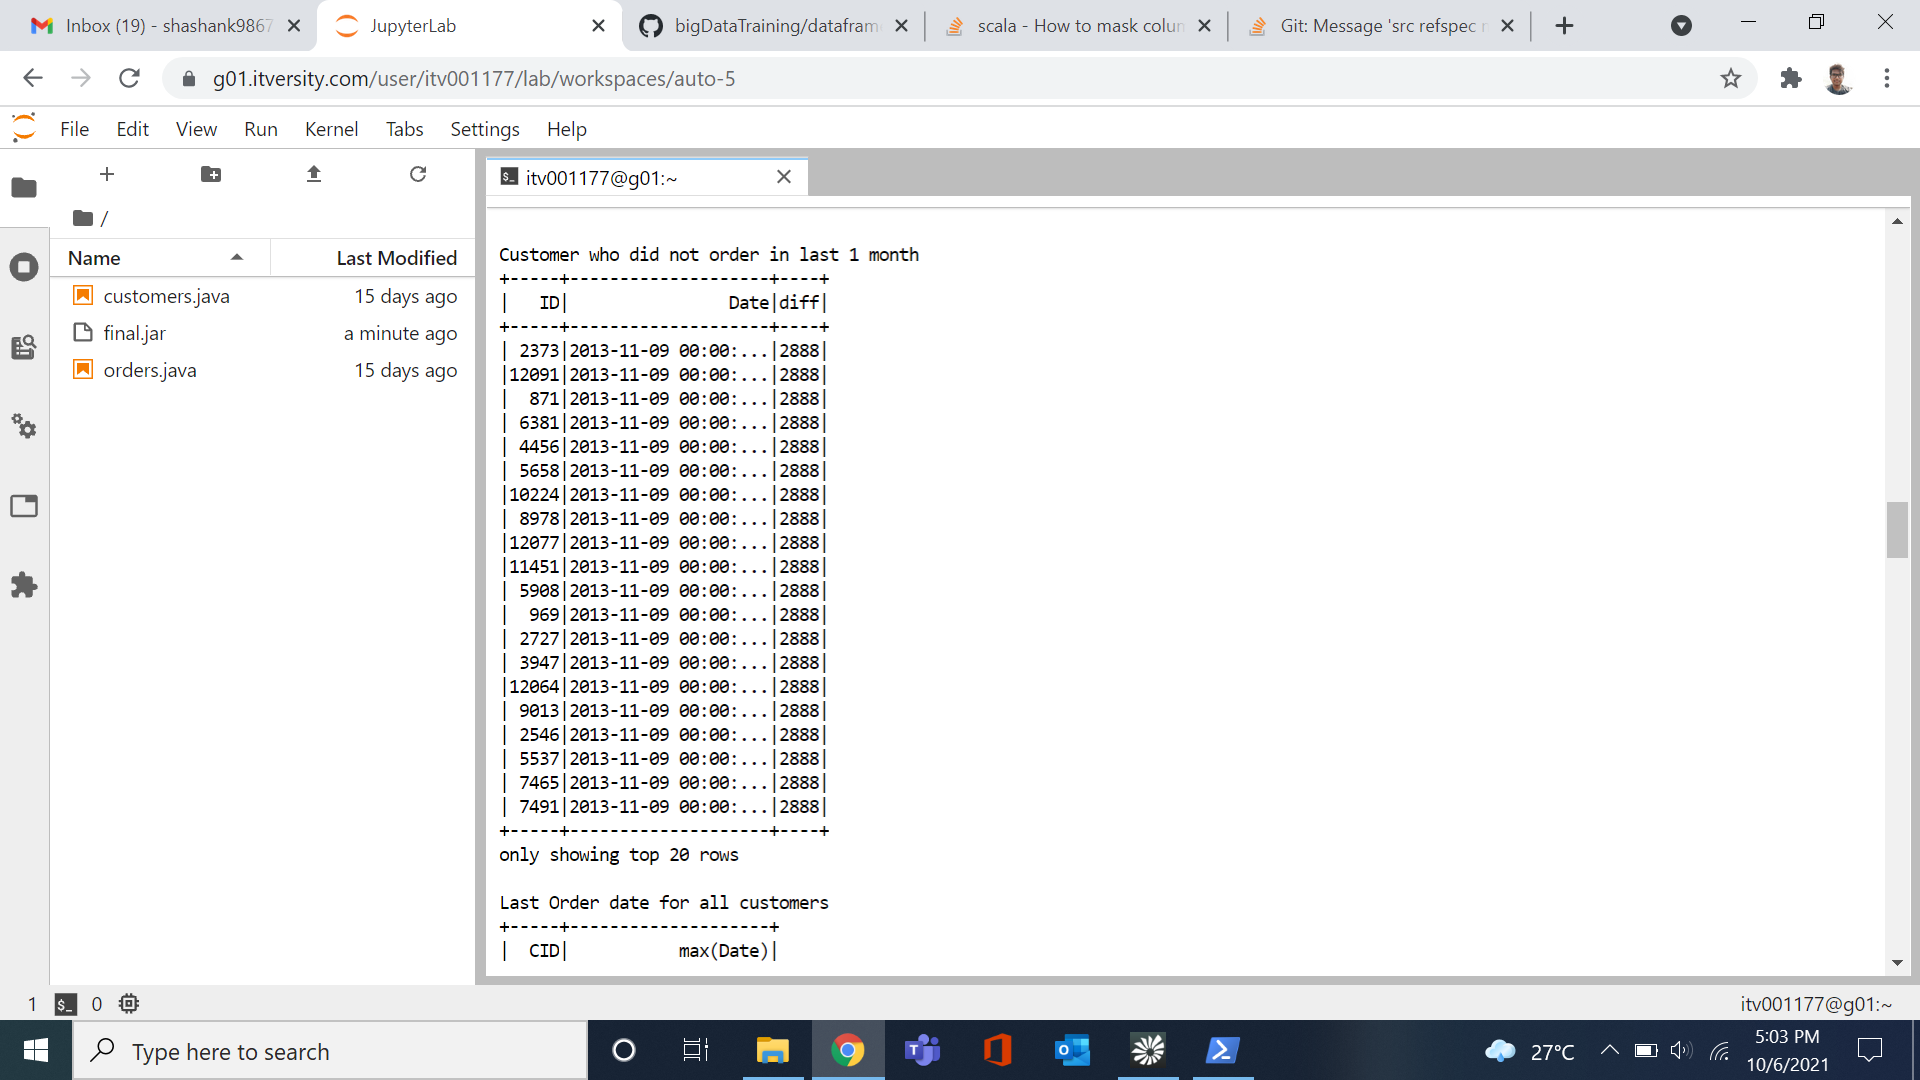 Inbox (19) - shashank9867
JupyterLab
bigDataTraining/datafram
scala - How to mask colu
Git: Message 'src refspec
g01.itversity.com/user/itv001177/lab/workspaces/auto-5
File Edit View Run Kernel Tabs Settings Help
itv001177@g01:~
/
Name Last Modified
customers.java 15 days ago
final.jar a minute ago
orders.java 15 days ago
Customer who did not order in last 1 month
+-----+--------------------+----+
|   ID|                Date|diff|
+-----+--------------------+----+
| 2373|2013-11-09 00:00:...|2888|
|12091|2013-11-09 00:00:...|2888|
|  871|2013-11-09 00:00:...|2888|
| 6381|2013-11-09 00:00:...|2888|
| 4456|2013-11-09 00:00:...|2888|
| 5658|2013-11-09 00:00:...|2888|
|10224|2013-11-09 00:00:...|2888|
| 8978|2013-11-09 00:00:...|2888|
|12077|2013-11-09 00:00:...|2888|
|11451|2013-11-09 00:00:...|2888|
| 5908|2013-11-09 00:00:...|2888|
|  969|2013-11-09 00:00:...|2888|
| 2727|2013-11-09 00:00:...|2888|
| 3947|2013-11-09 00:00:...|2888|
|12064|2013-11-09 00:00:...|2888|
| 9013|2013-11-09 00:00:...|2888|
| 2546|2013-11-09 00:00:...|2888|
| 5537|2013-11-09 00:00:...|2888|
| 7465|2013-11-09 00:00:...|2888|
| 7491|2013-11-09 00:00:...|2888|
+-----+--------------------+----+
only showing top 20 rows
Last Order date for all customers
+-----+--------------------+
|  CID|           max(Date)|
1 $_ 0
itv001177@g01:~
Type here to search
27°C
5:03 PM
10/6/2021